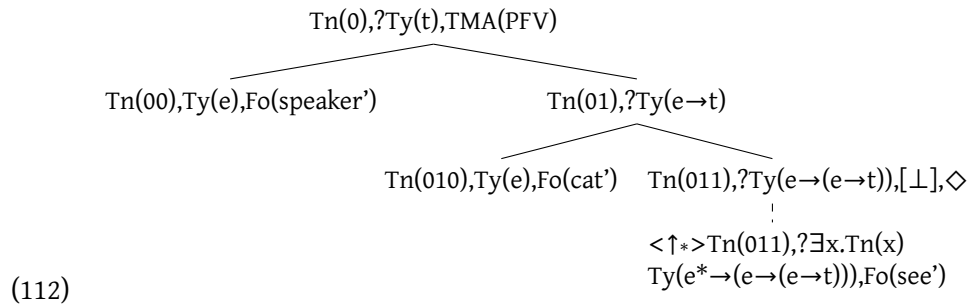 Tn(0),?Ty(t),TMA(PFV)
Tn(00),Ty(e),Fo(speaker’) Tn(01),?Ty(e→t)
Tn(010),Ty(e),Fo(cat’) Tn(011),?Ty(e→(e→t)),[⊥],◇
<↑*>Tn(011),?∃x.Tn(x)
Ty(e*→(e→(e→t))),Fo(see’)
(112)